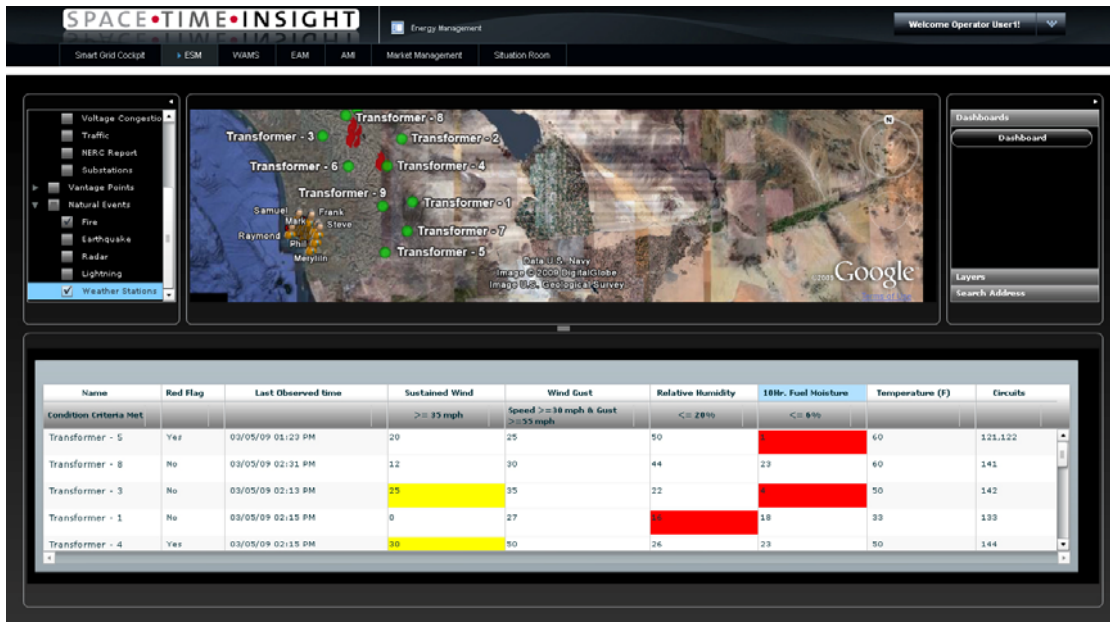 SPACE•TIME•INSIGHT
Energy Management
Welcome Operator User1!
Smart Grid Cockpit
ESM
WAMS
EAM
AMI
Market Management
Situation Room
Voltage Congestio
Traffic
NERC Report
Substations
Vantage Points
Natural Events
Fire
Earthquake
Radar
Lightning
Weather Stations
Transformer - 8
Transformer - 3
Transformer - 2
Transformer - 6
Transformer - 4
Transformer - 9
Transformer - 1
Samuel
Frank
Mark
Steve
Raymond
Phil
Transformer - 7
Merylin
Transformer - 5
Data U.S. Navy
Image © 2009 DigitalGlobe
Image U.S. Geological Survey
©2009 Google
N
Dashboards
Dashboard
Layers
Search Address
Name Red Flag Last Observed time Sustained Wind Wind Gust Relative Humidity 10Hr. Fuel Moisture Temperature (F) Circuits
Condition Criteria Met >= 35 mph Speed >=30 mph & Gust >=55 mph <= 20% <= 6%
Transformer - 5 Yes 03/05/09 01:23 PM 20 25 50 1 60 121,122
Transformer - 8 No 03/05/09 02:31 PM 12 30 44 23 60 141
Transformer - 3 No 03/05/09 02:13 PM 25 35 22 50 142
Transformer - 1 No 03/05/09 02:15 PM 0 27 16 18 33 133
Transformer - 4 Yes 03/05/09 02:15 PM 30 50 26 23 50 144